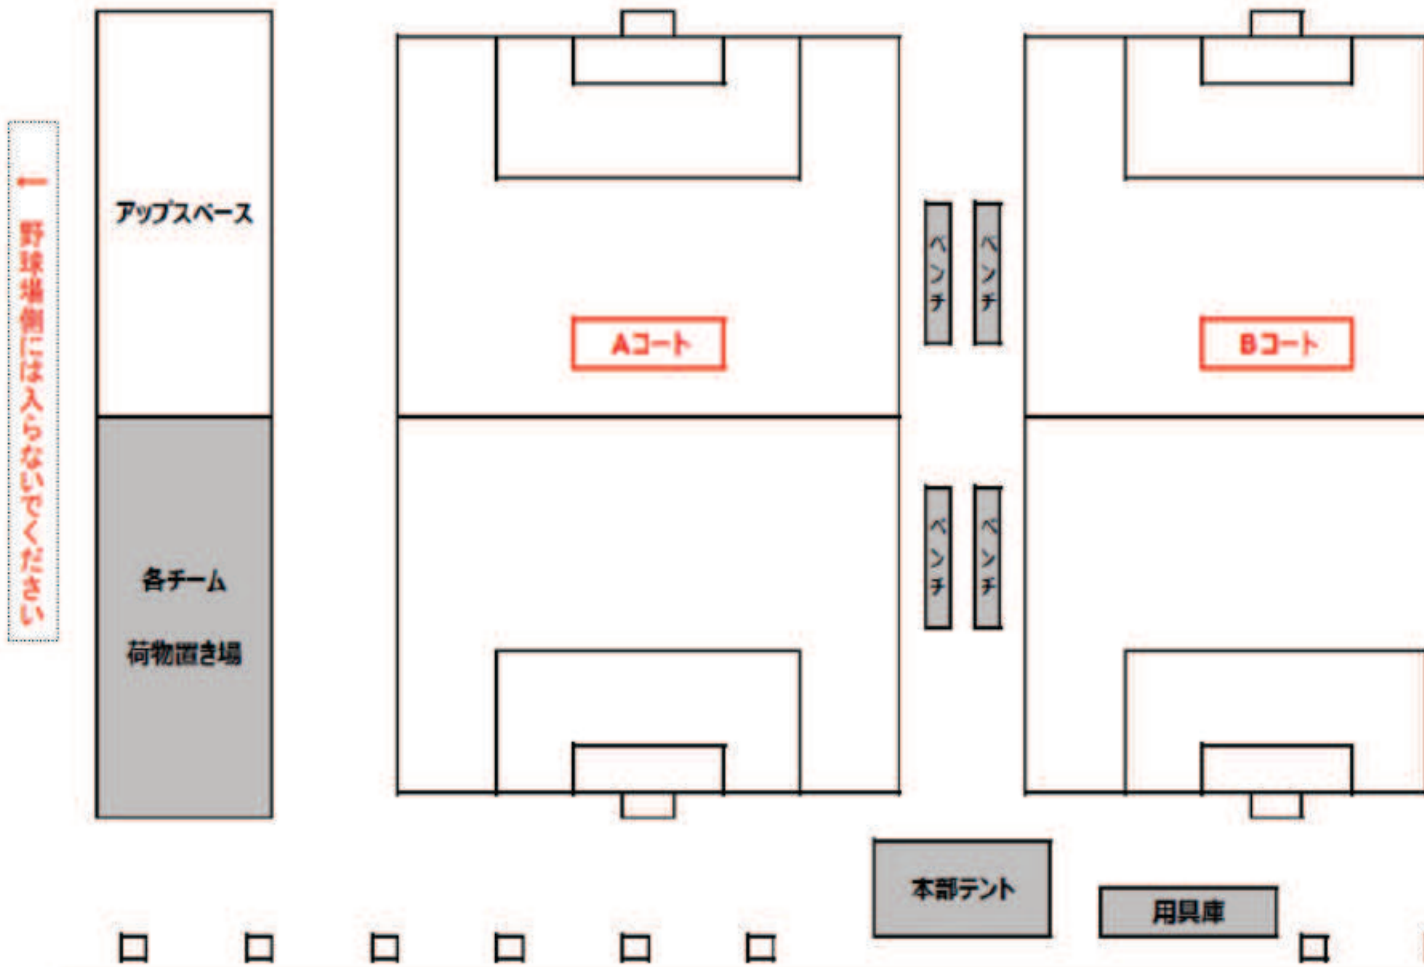 ← 野球場側には入らないでください
アップスペース
各チーム
荷物置き場
Aコート
ベンチ
ベンチ
ベンチ
ベンチ
Bコート
本部テント
用具庫